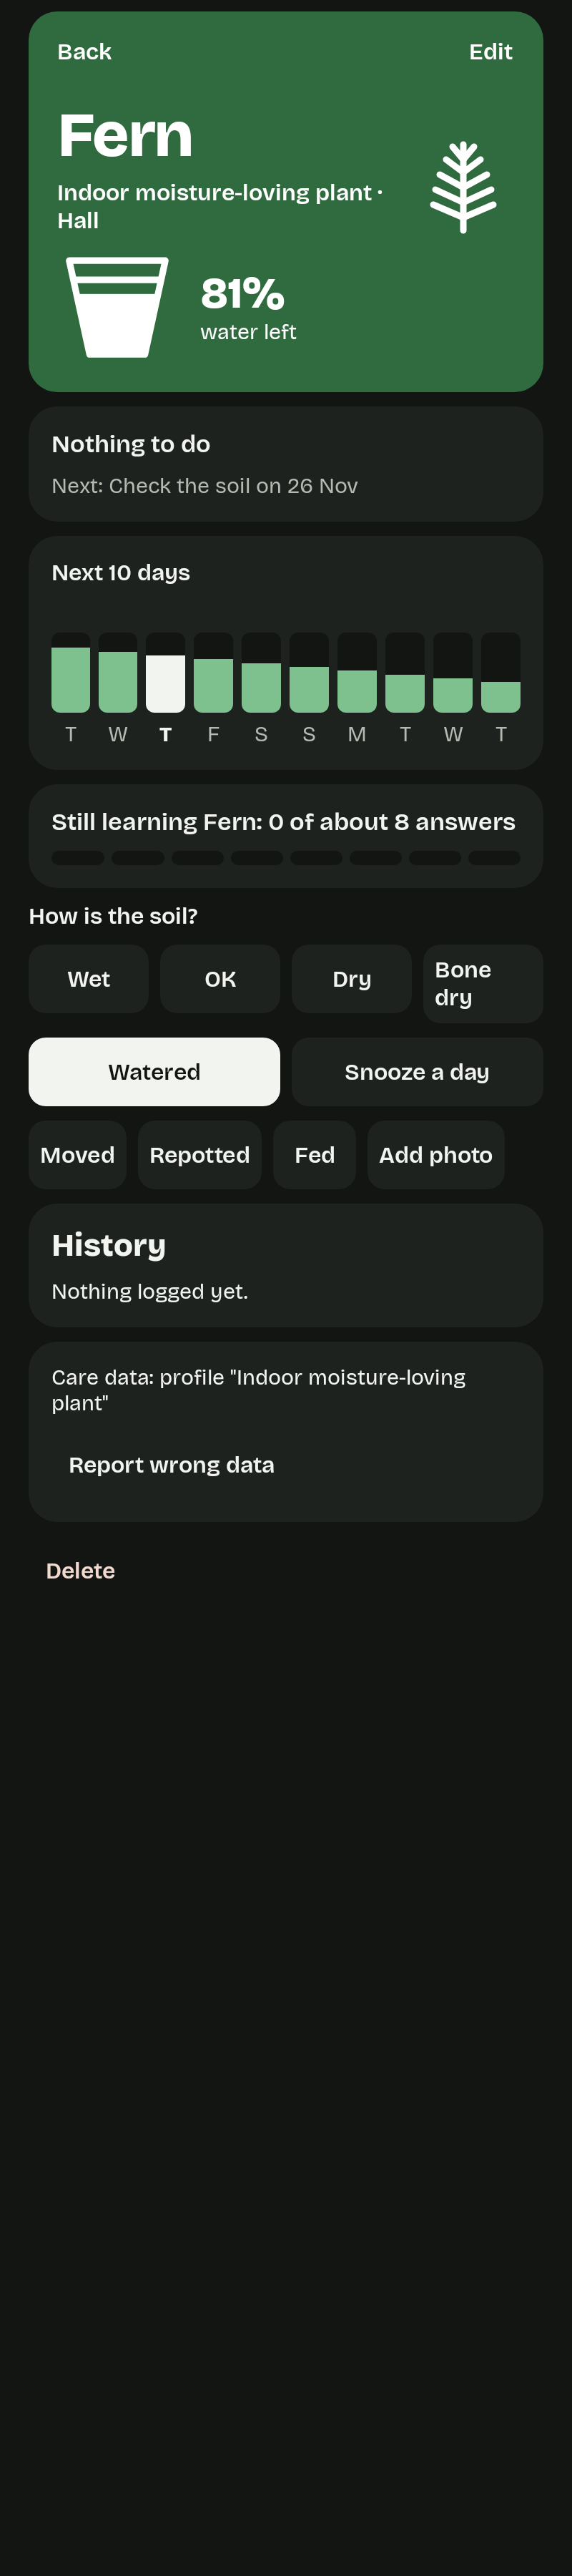 Back
Edit
Fern
Indoor moisture-loving plant ·
Hall
81%
water left
Nothing to do
Next: Check the soil on 26 Nov
Next 10 days
T W T F S S M T W T
Still learning Fern: 0 of about 8 answers
How is the soil?
Wet
OK
Dry
Bone
dry
Watered
Snooze a day
Moved
Repotted
Fed
Add photo
History
Nothing logged yet.
Care data: profile "Indoor moisture-loving
plant"
Report wrong data
Delete